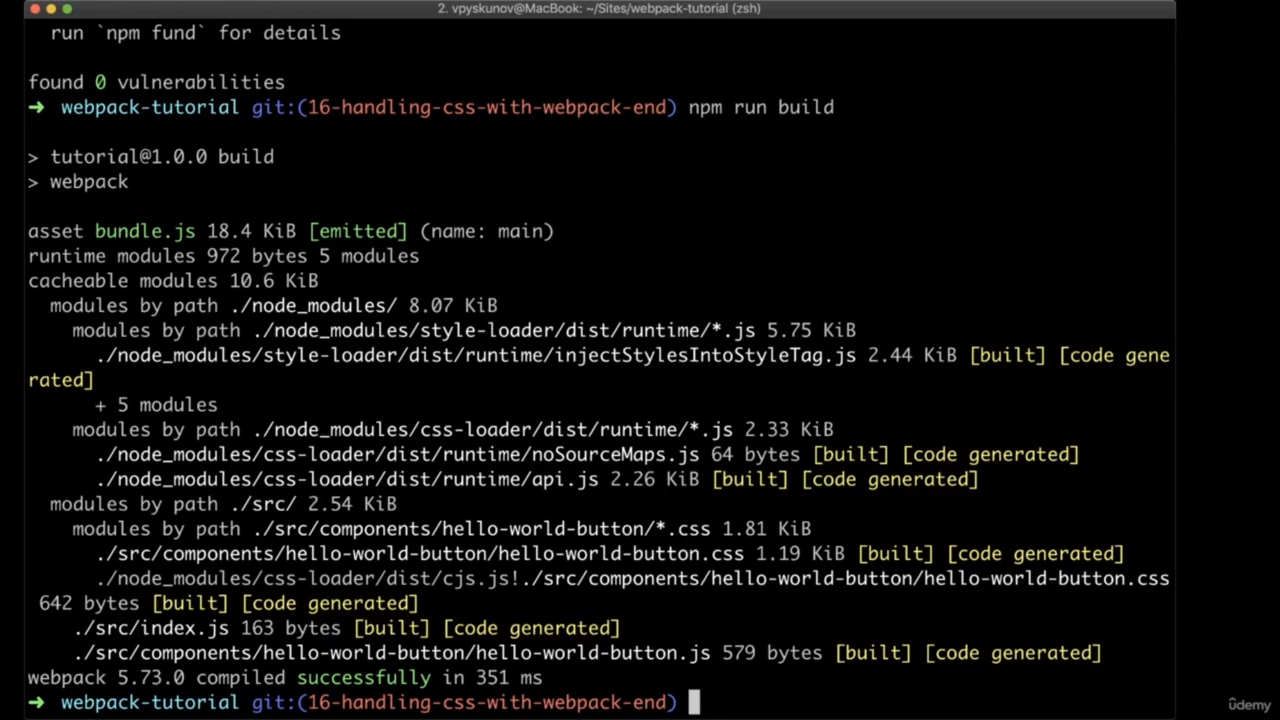 2. vpyskunov@MacBook: ~/Sites/webpack-tutorial (zsh)
run `npm fund` for details
found 0 vulnerabilities
➜ webpack-tutorial git:(16-handling-css-with-webpack-end) npm run build
> tutorial@1.0.0 build
> webpack
asset bundle.js 18.4 KiB [emitted] (name: main)
runtime modules 972 bytes 5 modules
cacheable modules 10.6 KiB
modules by path ./node_modules/ 8.07 KiB
modules by path ./node_modules/style-loader/dist/runtime/*.js 5.75 KiB
./node_modules/style-loader/dist/runtime/injectStylesIntoStyleTag.js 2.44 KiB [built] [code gene
rated]
+ 5 modules
modules by path ./node_modules/css-loader/dist/runtime/*.js 2.33 KiB
./node_modules/css-loader/dist/runtime/noSourceMaps.js 64 bytes [built] [code generated]
./node_modules/css-loader/dist/runtime/api.js 2.26 KiB [built] [code generated]
modules by path ./src/ 2.54 KiB
modules by path ./src/components/hello-world-button/*.css 1.81 KiB
./src/components/hello-world-button/hello-world-button.css 1.19 KiB [built] [code generated]
./node_modules/css-loader/dist/cjs.js!./src/components/hello-world-button/hello-world-button.css
642 bytes [built] [code generated]
./src/index.js 163 bytes [built] [code generated]
./src/components/hello-world-button/hello-world-button.js 579 bytes [built] [code generated]
webpack 5.73.0 compiled successfully in 351 ms
➜ webpack-tutorial git:(16-handling-css-with-webpack-end)
ûdemy